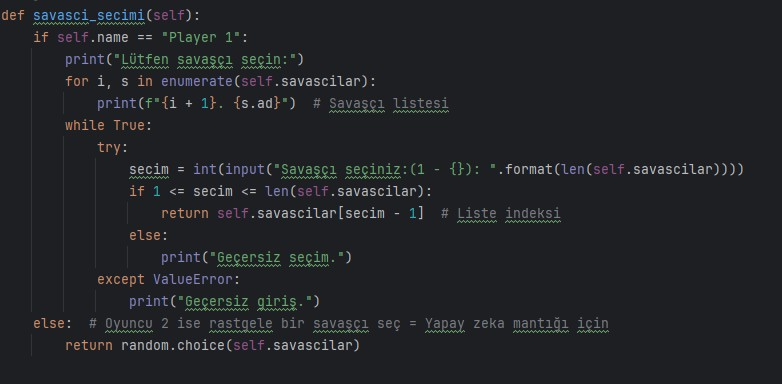 def savasci_secimi(self):
    if self.name == "Player 1":
        print("Lütfen savaşçı seçin:")
        for i, s in enumerate(self.savascilar):
            print(f"{i + 1}. {s.ad}")  # Savaşçı listesi
        while True:
            try:
                secim = int(input("Savaşçı seçiniz:(1 - {}): ".format(len(self.savascilar))))
                if 1 <= secim <= len(self.savascilar):
                    return self.savascilar[secim - 1]  # Liste indeksi
                else:
                    print("Geçersiz seçim.")
            except ValueError:
                print("Geçersiz giriş.")
    else:  # Oyuncu 2 ise rastgele bir savaşçı seç = Yapay zeka mantığı için
        return random.choice(self.savascilar)